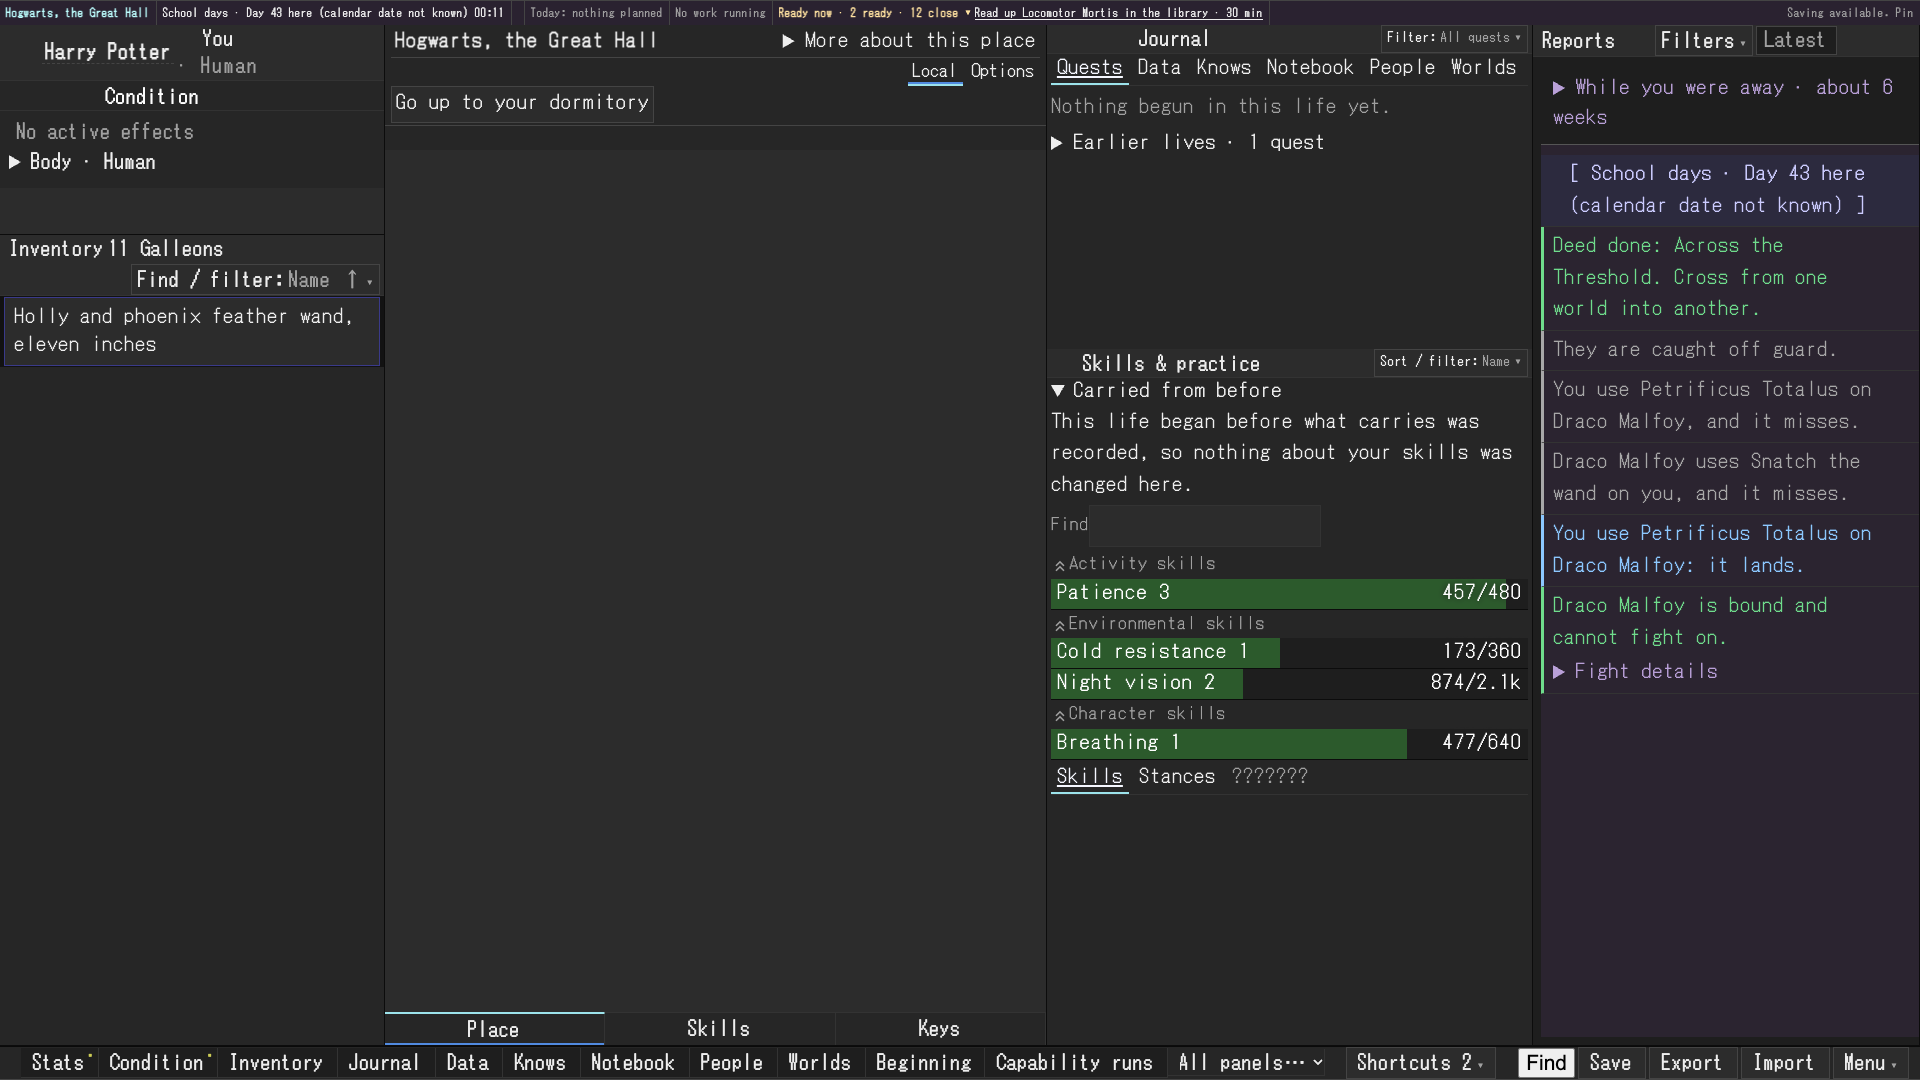 Hogwarts, the Great Hall
School days · Day 43 here (calendar date not known) 00:11
Today: nothing planned
No work running
Ready now · 2 ready · 12 close ▾ Read up Locomotor Mortis in the library · 30 min
Saving available. Pin
Harry Potter ·
You
Human
Condition
No active effects
▶ Body · Human
Inventory 11 Galleons
Find / filter: Name ↑ ▾
Holly and phoenix feather wand,
eleven inches
Hogwarts, the Great Hall
▶ More about this place
Local Options
Go up to your dormitory
Place Skills Keys
Journal
Filter: All quests ▾
Quests Data Knows Notebook People Worlds
Nothing begun in this life yet.
▶ Earlier lives · 1 quest
Skills & practice
Sort / filter: Name ▾
▼ Carried from before
This life began before what carries was
recorded, so nothing about your skills was
changed here.
Find
Activity skills
Patience 3 457/480
Environmental skills
Cold resistance 1 173/360
Night vision 2 874/2.1k
Character skills
Breathing 1 477/640
Skills Stances ???????
Reports
Filters ▾
Latest
▶ While you were away · about 6
weeks
[ School days · Day 43 here
(calendar date not known) ]
Deed done: Across the
Threshold. Cross from one
world into another.
They are caught off guard.
You use Petrificus Totalus on
Draco Malfoy, and it misses.
Draco Malfoy uses Snatch the
wand on you, and it misses.
You use Petrificus Totalus on
Draco Malfoy: it lands.
Draco Malfoy is bound and
cannot fight on.
▶ Fight details
Stats Condition Inventory Journal Data Knows Notebook People Worlds Beginning Capability runs All panels… Shortcuts 2 ▾ Find Save Export Import Menu ▾